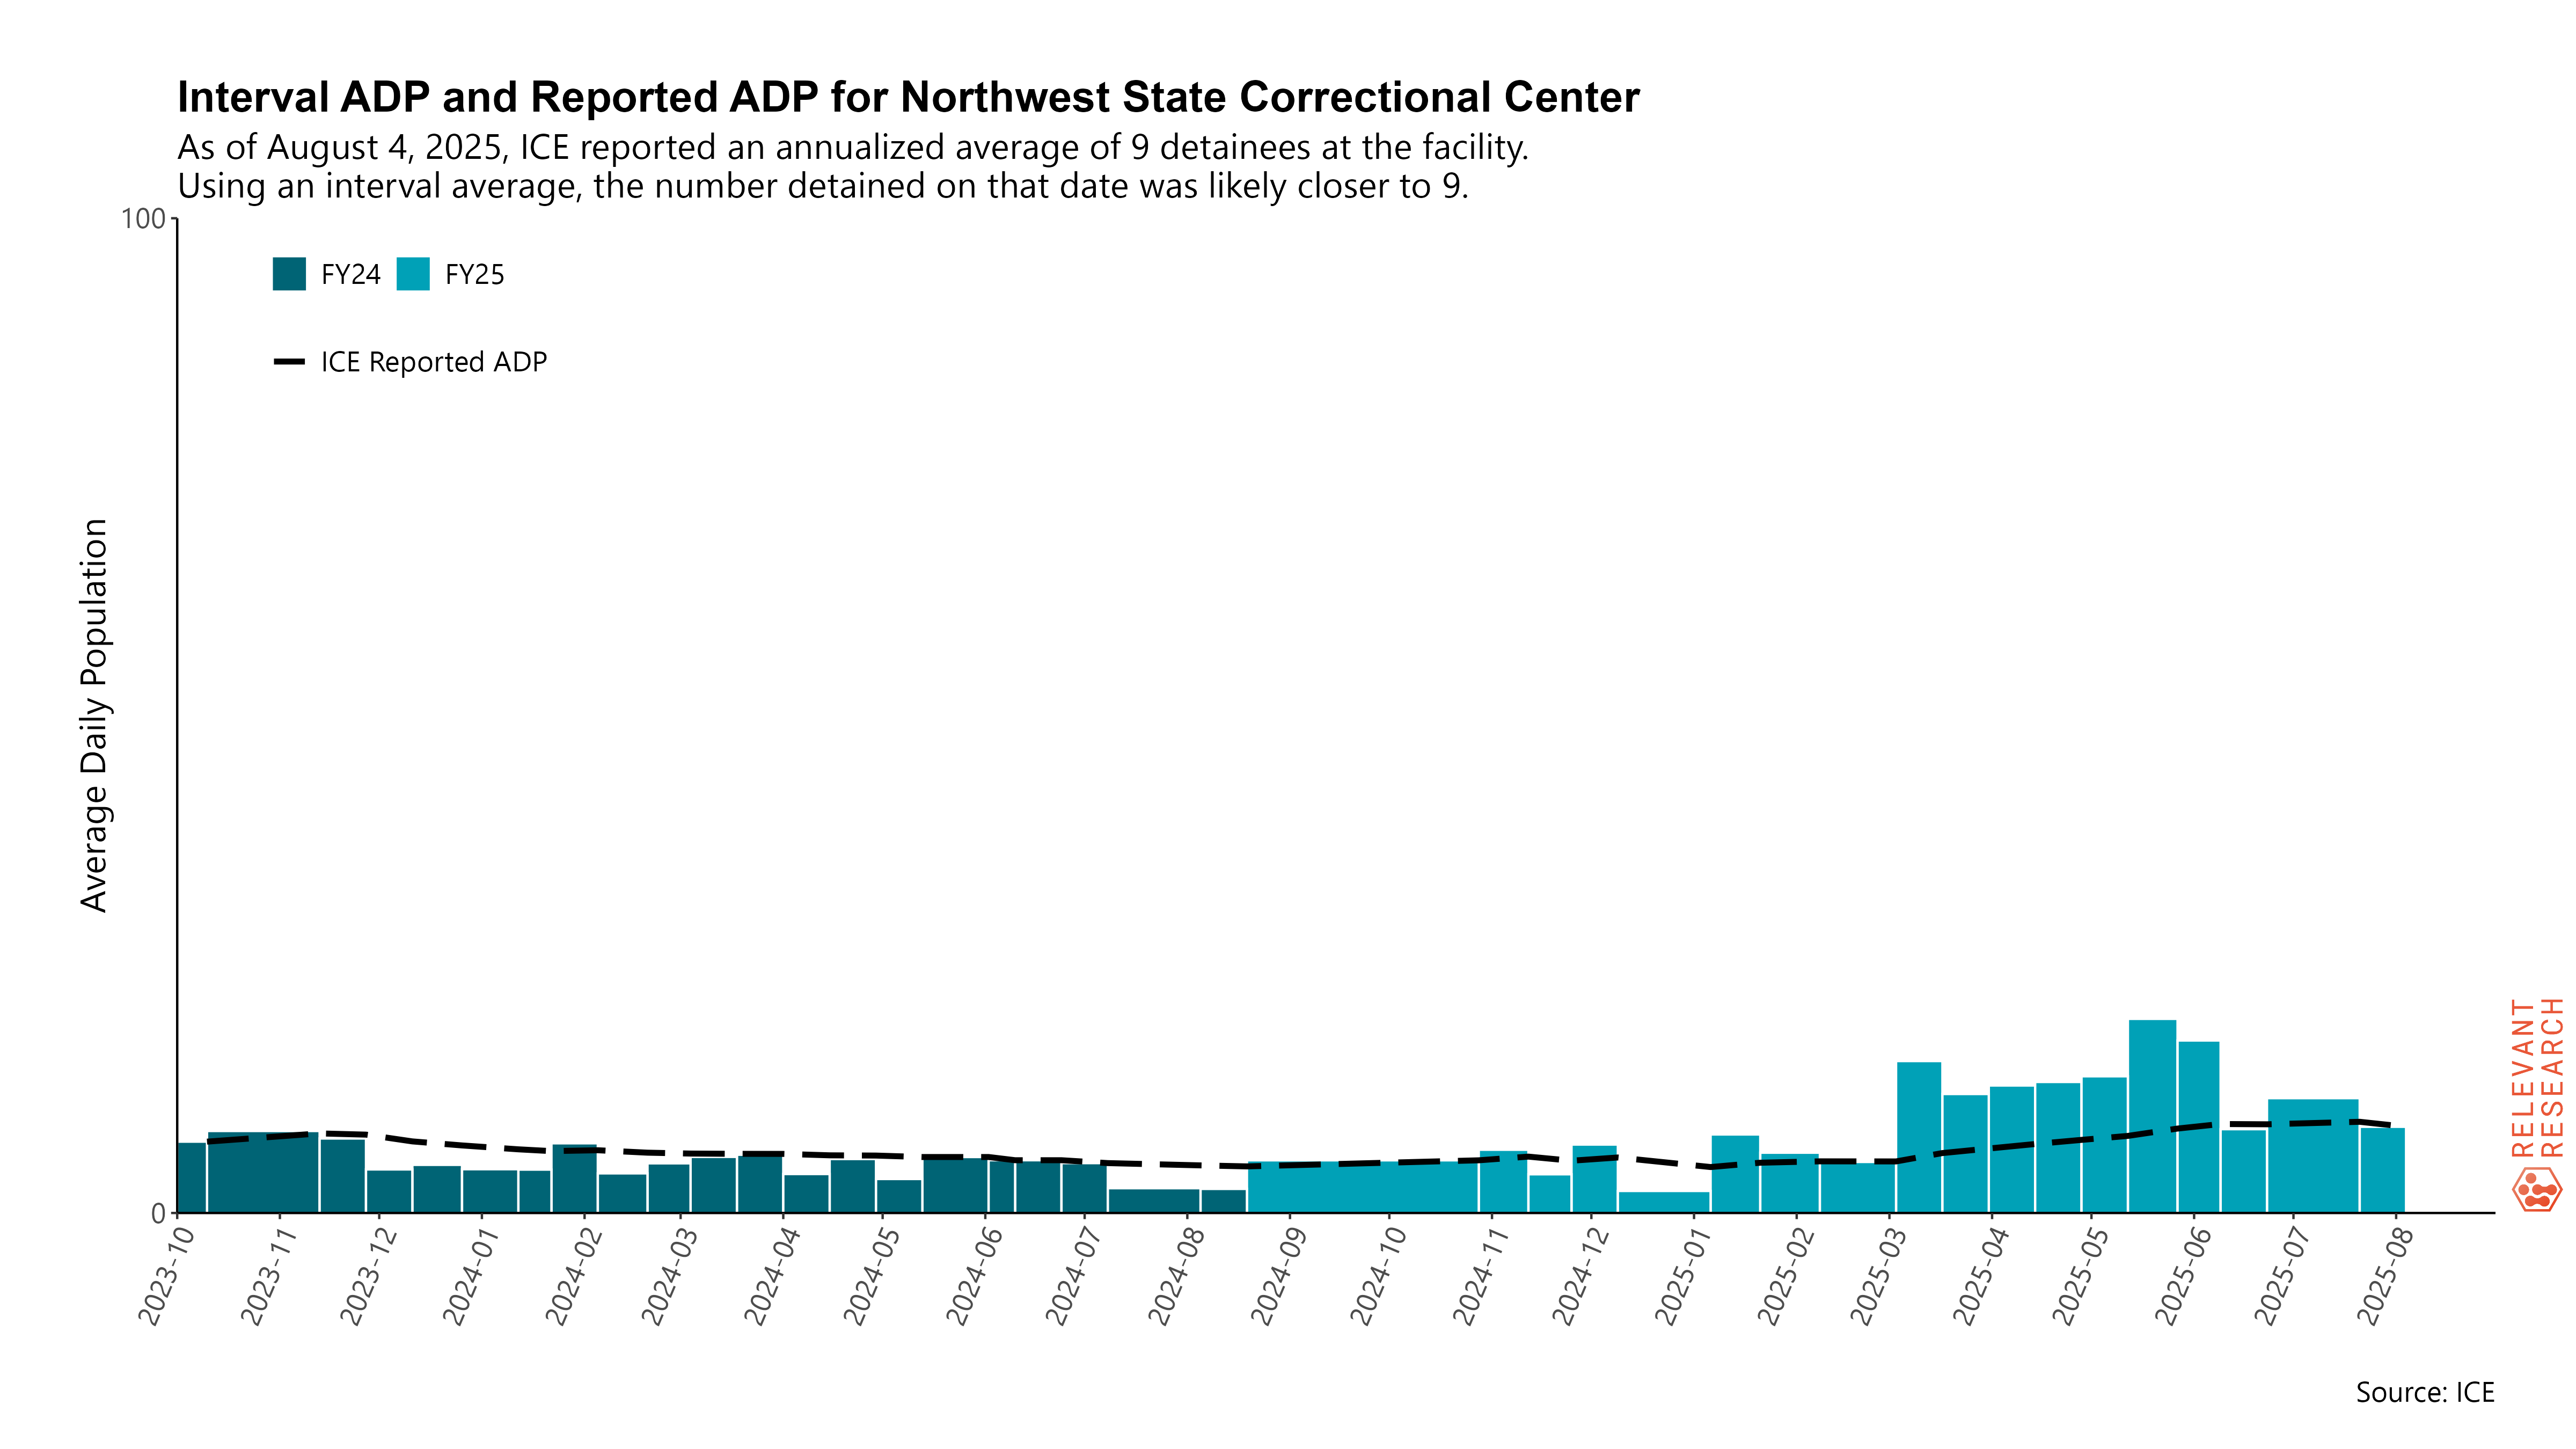 Interval ADP and Reported ADP for Northwest State Correctional Center
As of August 4, 2025, ICE reported an annualized average of 9 detainees at the facility.
Using an interval average, the number detained on that date was likely closer to 9.
100
FY24
FY25
ICE Reported ADP
Average Daily Population
0
2023-10
2023-11
2023-12
2024-01
2024-02
2024-03
2024-04
2024-05
2024-06
2024-07
2024-08
2024-09
2024-10
2024-11
2024-12
2025-01
2025-02
2025-03
2025-04
2025-05
2025-06
2025-07
2025-08
RELEVANT
RESEARCH
Source: ICE